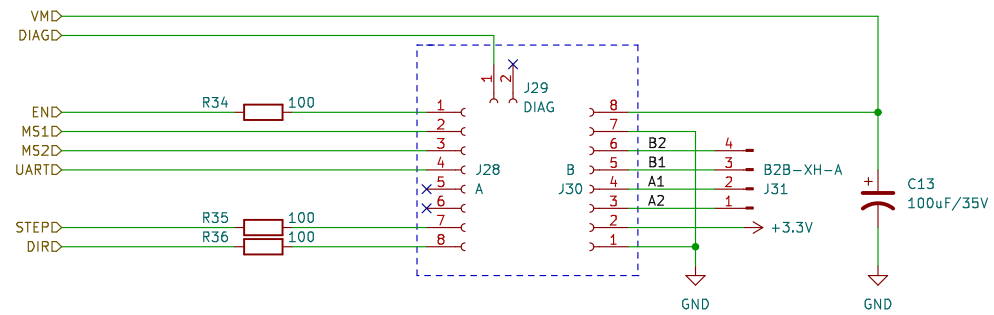 VM
DIAG
1
2
J29
DIAG
R34 100
EN
1
8
MS1
2
7
MS2
3
6
B2
4
UART
4
J28
B
5
B1
3
B2B-XH-A
5
A
J30
4
A1
2
J31
6
3
A2
1
C13
100uF/35V
R35 100
STEP
7
2
+3.3V
R36 100
DIR
8
1
+
GND
GND